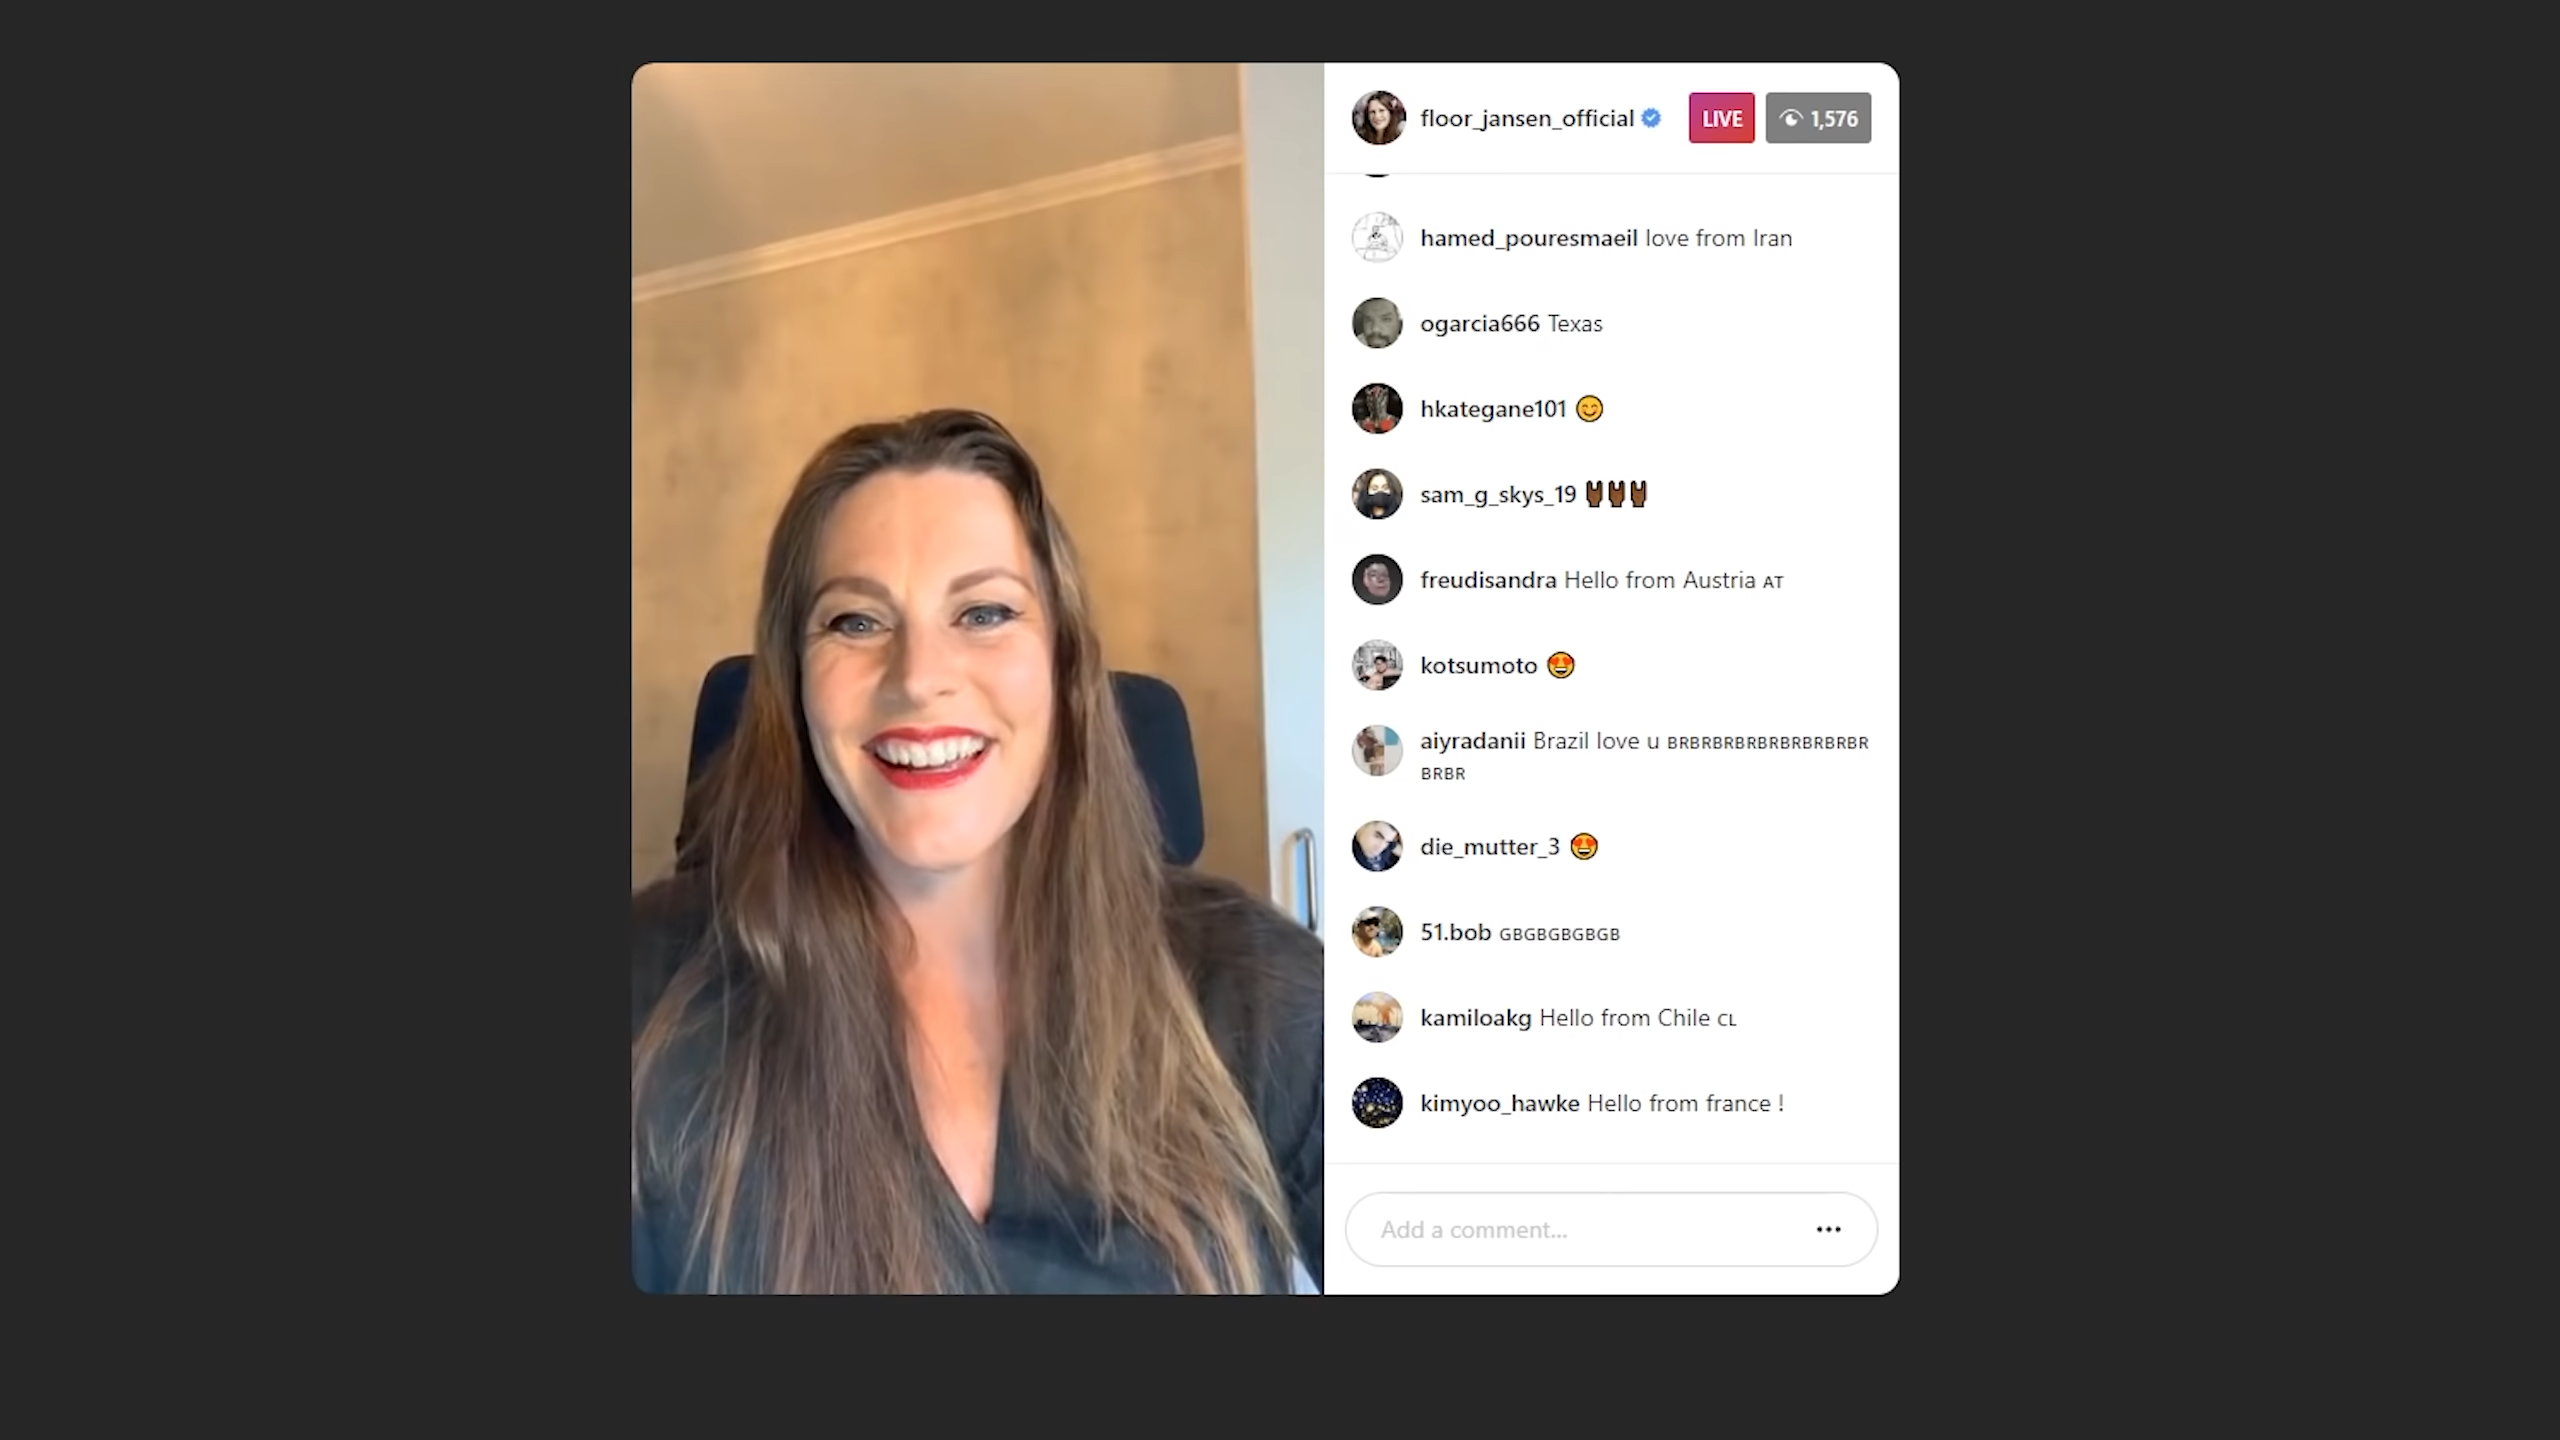 floor_jansen_official LIVE 1,576
hamed_pouresmaeil love from Iran
ogarcia666 Texas
hkategane101 😊
sam_g_skys_19 🤘🏾🤘🏾🤘🏾
freudisandra Hello from Austria AT
kotsumoto 😍
aiyradanii Brazil love u BRBRBRBRBRBRBRBRBR
BRBR
die_mutter_3 😍
51.bob GBGBGBGBGB
kamiloakg Hello from Chile CL
kimyoo_hawke Hello from france !
Add a comment...